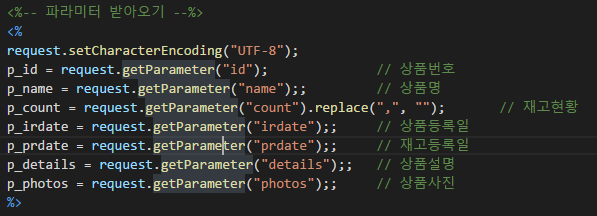 <%-- 파라미터 받아오기 --%>
<%
request.setCharacterEncoding("UTF-8");
p_id = request.getParameter("id"); // 상품번호
p_name = request.getParameter("name");; // 상품명
p_count = request.getParameter("count").replace(",", ""); // 재고현황
p_irdate = request.getParameter("irdate");; // 상품등록일
p_prdate = request.getParameter("prdate");; // 재고등록일
p_details = request.getParameter("details");; // 상품설명
p_photos = request.getParameter("photos");; // 상품사진
%>